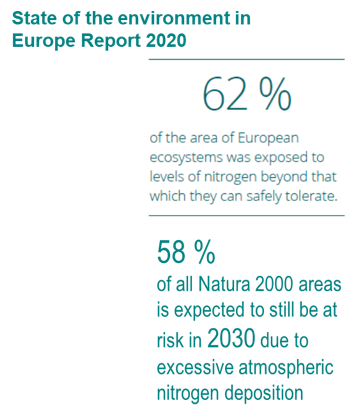 State of the environment in
Europe Report 2020
62 %
of the area of European
ecosystems was exposed to
levels of nitrogen beyond that
which they can safely tolerate.
58 %
of all Natura 2000 areas
is expected to still be at
risk in 2030 due to
excessive atmospheric
nitrogen deposition